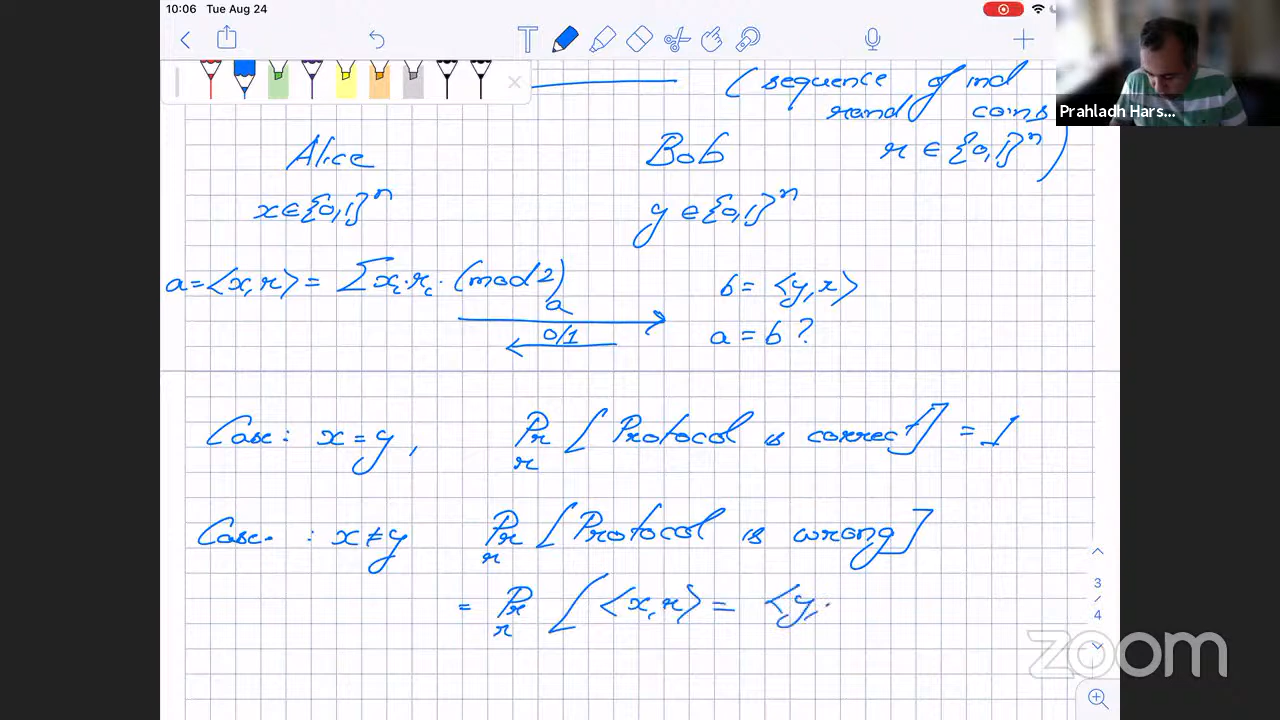 10:06 Tue Aug 24
( sequence of ind
rand coins
Prahladh Hars...
r ∈ {0,1}ⁿ )
Alice Bob
x ∈ {0,1}ⁿ y ∈ {0,1}ⁿ
a = ⟨x,r⟩ = Σ xᵢ·rᵢ · (mod 2) b = ⟨y,r⟩
a
0/1 a = b ?
Case: x = y, Pr_r [ Protocol is correct ] = 1
Case. : x ≠ y Pr_r [ Protocol is wrong ]
= Pr_r [ ⟨x,r⟩ = ⟨y,
3
/
4
zoom